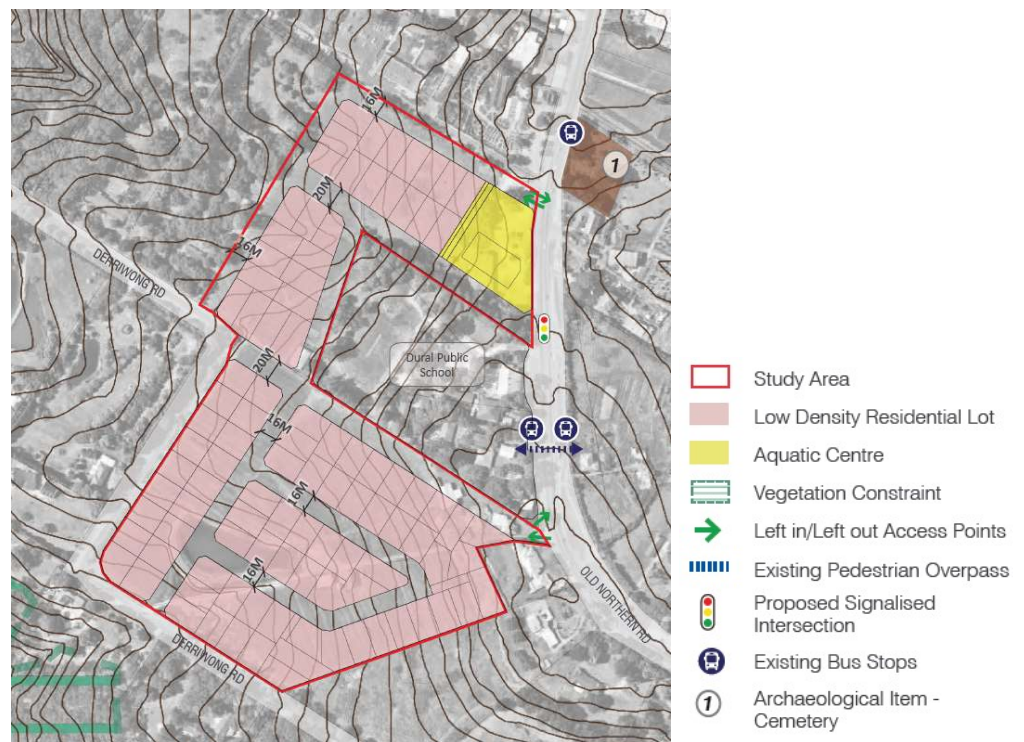 16M
1
20M
16M
DERRIWONG RD
Dural Public
School
20M
16M
16M
16M
OLD NORTHERN RD
DERRIWONG RD
Study Area
Low Density Residential Lot
Aquatic Centre
Vegetation Constraint
Left in/Left out Access Points
Existing Pedestrian Overpass
Proposed Signalised
Intersection
Existing Bus Stops
1
Archaeological Item -
Cemetery